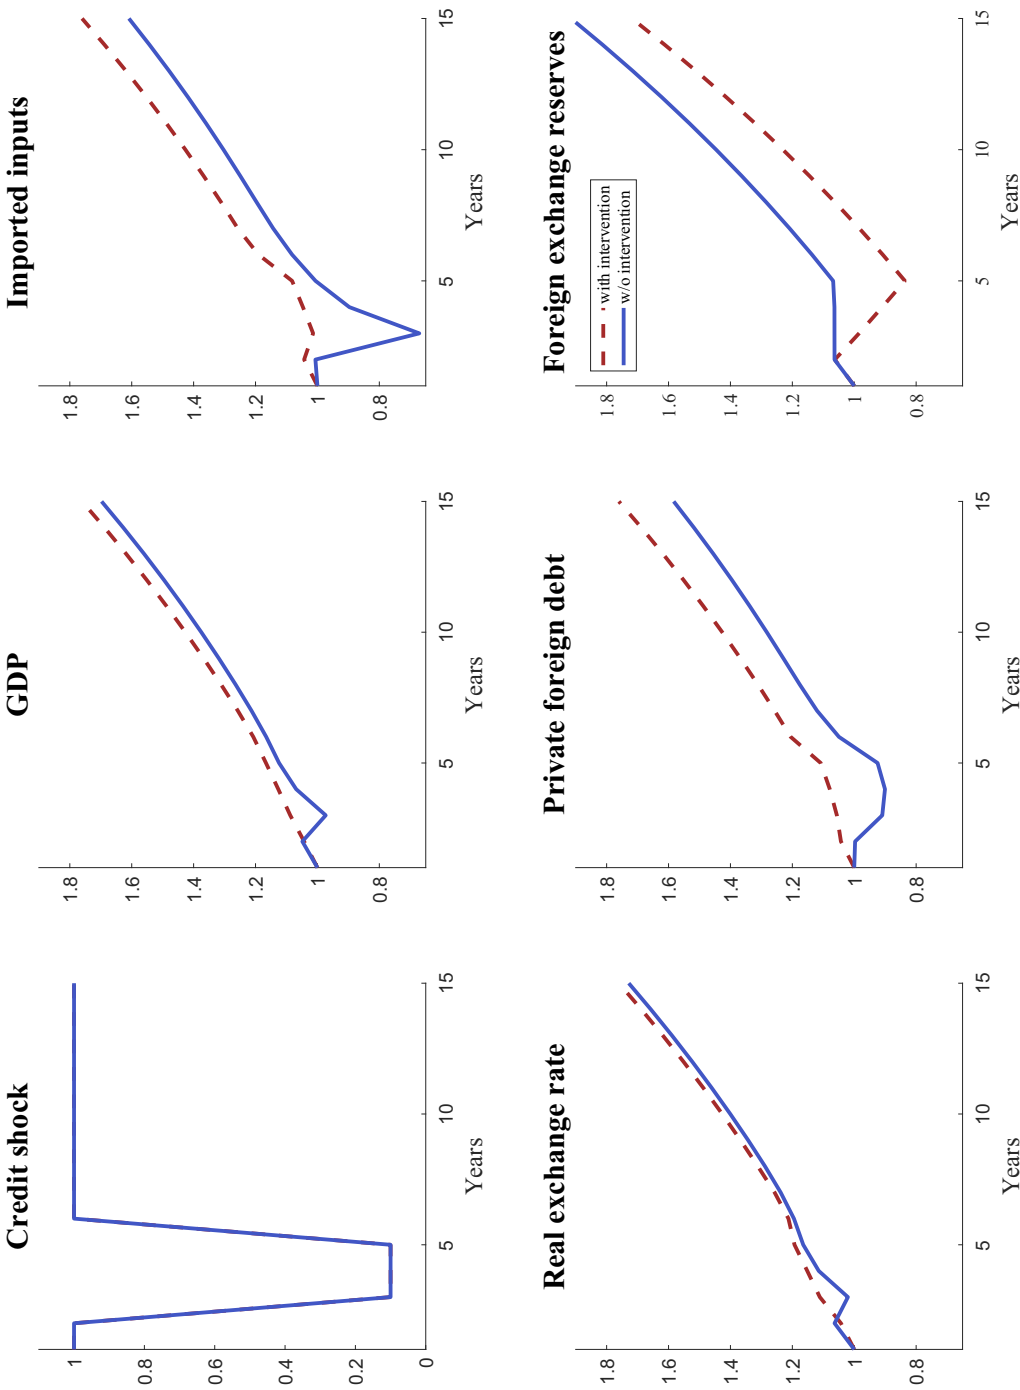 Credit shock
1
0.8
0.6
0.4
0.2
0
5 10 15
Years
GDP
1.8
1.6
1.4
1.2
1
0.8
5 10 15
Years
Imported inputs
1.8
1.6
1.4
1.2
1
0.8
5 10 15
Years
Real exchange rate
1.8
1.6
1.4
1.2
1
0.8
5 10 15
Years
Private foreign debt
1.8
1.6
1.4
1.2
1
0.8
5 10 15
Years
Foreign exchange reserves
with intervention
w/o intervention
1.8
1.6
1.4
1.2
1
0.8
5 10 15
Years